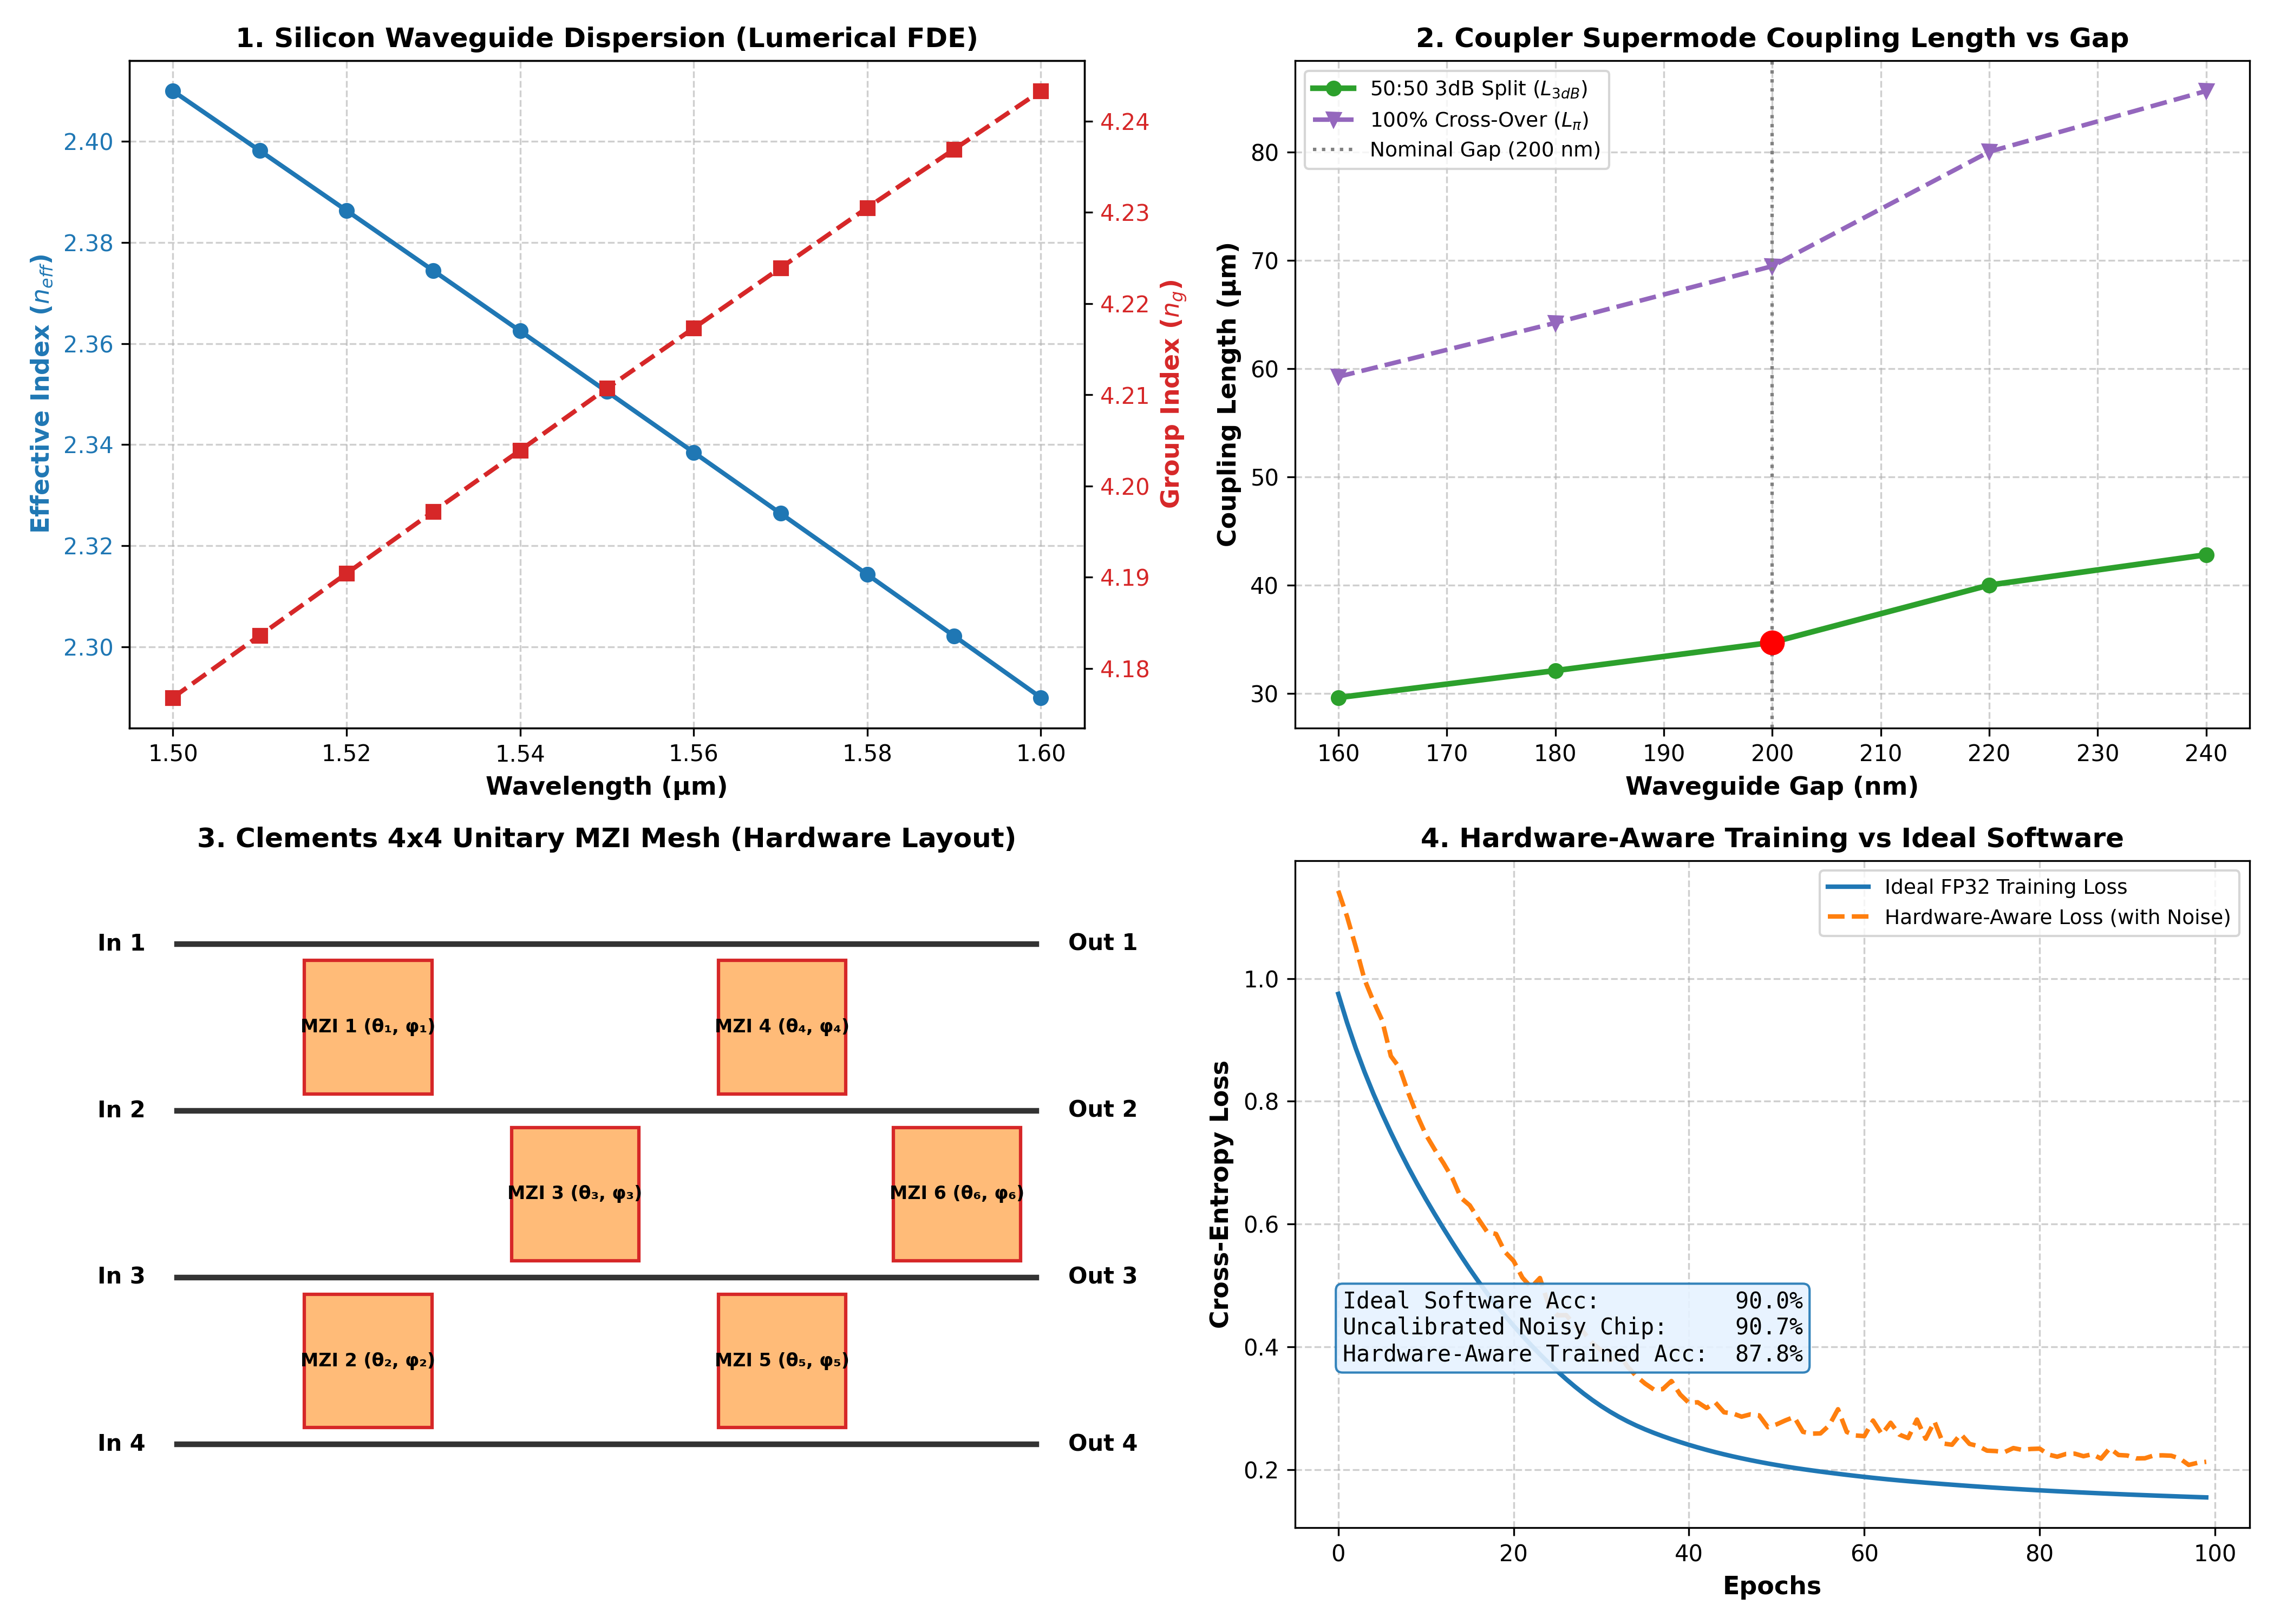 1. Silicon Waveguide Dispersion (Lumerical FDE)
Effective Index (n_eff)
2.40
2.38
2.36
2.34
2.32
2.30
4.24
4.23
4.22
4.21
4.20
4.19
4.18
Group Index (n_g)
1.50 1.52 1.54 1.56 1.58 1.60
Wavelength (μm)
2. Coupler Supermode Coupling Length vs Gap
50:50 3dB Split (L_3dB)
100% Cross-Over (L_π)
Nominal Gap (200 nm)
Coupling Length (μm)
80
70
60
50
40
30
160 170 180 190 200 210 220 230 240
Waveguide Gap (nm)
3. Clements 4x4 Unitary MZI Mesh (Hardware Layout)
In 1 Out 1
MZI 1 (θ₁, φ₁) MZI 4 (θ₄, φ₄)
In 2 Out 2
MZI 3 (θ₃, φ₃) MZI 6 (θ₆, φ₆)
In 3 Out 3
MZI 2 (θ₂, φ₂) MZI 5 (θ₅, φ₅)
In 4 Out 4
4. Hardware-Aware Training vs Ideal Software
Ideal FP32 Training Loss
Hardware-Aware Loss (with Noise)
Cross-Entropy Loss
1.0
0.8
0.6
0.4
0.2
Ideal Software Acc: 90.0%
Uncalibrated Noisy Chip: 90.7%
Hardware-Aware Trained Acc: 87.8%
0 20 40 60 80 100
Epochs